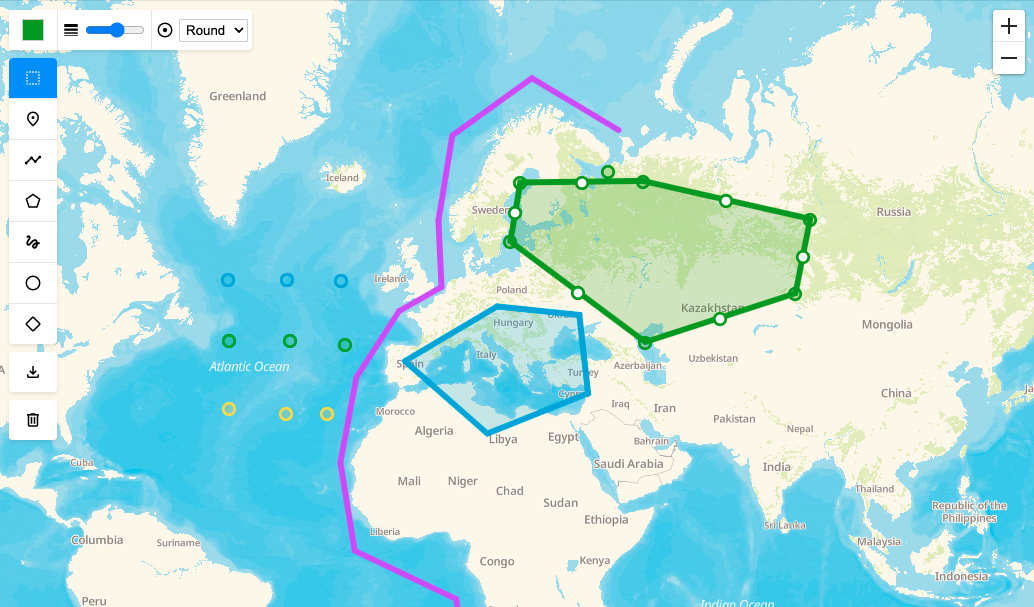 Round
Greenland
Iceland
Sweden
Russia
Ireland
Poland
Kazakhstan
Hungary
Ukraine
Mongolia
Italy
Spain
Uzbekistan
Atlantic Ocean
Turkey
Azerbaijan
Cyprus
China
Morocco
Iraq
Iran
Pakistan
Nepal
Algeria
Libya
Egypt
Bahrain
Cuba
Saudi Arabia
India
Mali
Niger
Chad
Thailand
Sudan
Republic of the
Philippines
Ethiopia
Sri Lanka
Liberia
Columbia
Suriname
Malaysia
Congo
Kenya
Indonesia
Peru
Indian Ocean